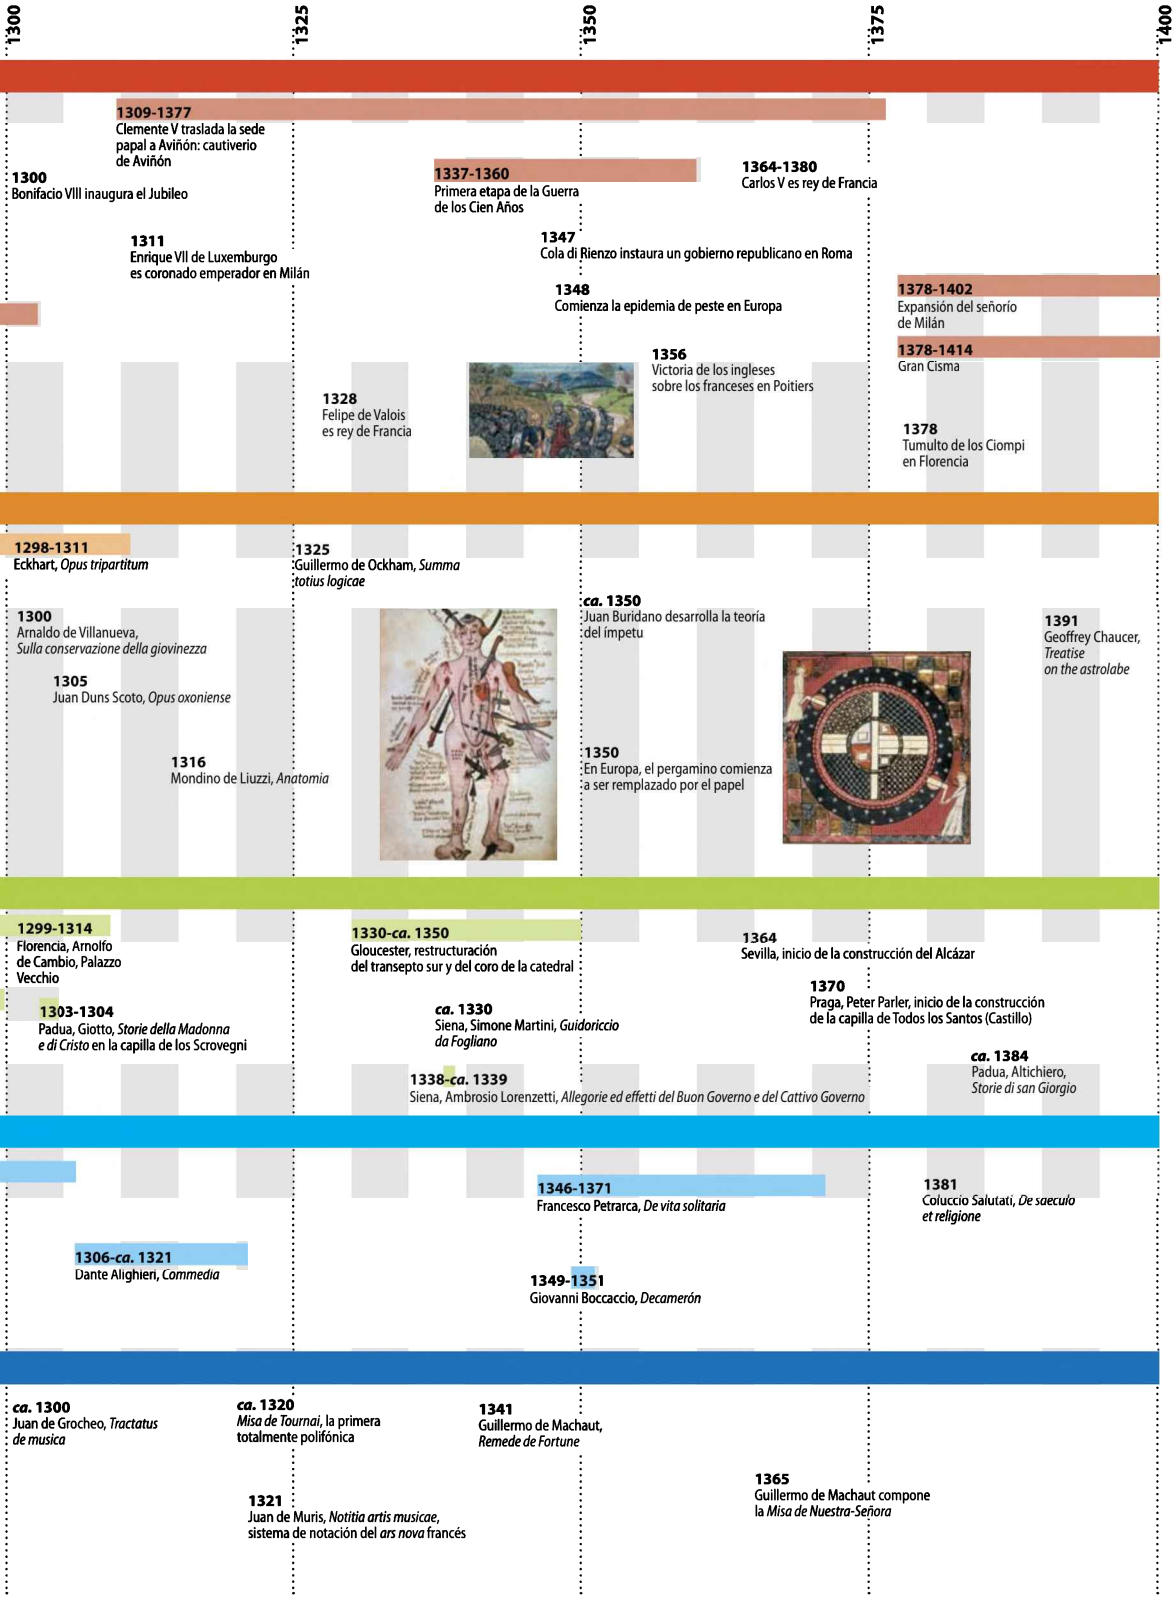 1300
1325
1350
1375
1400
1309-1377
Clemente V traslada la sede
papal a Aviñón: cautiverio
de Aviñón
1300
Bonifacio VIII inaugura el Jubileo
1337-1360
Primera etapa de la Guerra
de los Cien Años
1364-1380
Carlos V es rey de Francia
1311
Enrique VII de Luxemburgo
es coronado emperador en Milán
1347
Cola di Rienzo instaura un gobierno republicano en Roma
1348
Comienza la epidemia de peste en Europa
1378-1402
Expansión del señorío
de Milán
1378-1414
Gran Cisma
1356
Victoria de los ingleses
sobre los franceses en Poitiers
1328
Felipe de Valois
es rey de Francia
1378
Tumulto de los Ciompi
en Florencia
1298-1311
Eckhart, Opus tripartitum
1325
Guillermo de Ockham, Summa
totius logicae
1300
Arnaldo de Villanueva,
Sulla conservazione della giovinezza
ca. 1350
Juan Buridano desarrolla la teoría
del ímpetu
1391
Geoffrey Chaucer,
Treatise
on the astrolabe
1305
Juan Duns Scoto, Opus oxoniense
1316
Mondino de Liuzzi, Anatomia
1350
En Europa, el pergamino comienza
a ser remplazado por el papel
1299-1314
Florencia, Arnolfo
de Cambio, Palazzo
Vecchio
1330-ca. 1350
Gloucester, restructuración
del transepto sur y del coro de la catedral
1364
Sevilla, inicio de la construcción del Alcázar
1303-1304
Padua, Giotto, Storie della Madonna
e di Cristo en la capilla de los Scrovegni
ca. 1330
Siena, Simone Martini, Guidoriccio
da Fogliano
1370
Praga, Peter Parler, inicio de la construcción
de la capilla de Todos los Santos (Castillo)
1338-ca. 1339
Siena, Ambrosio Lorenzetti, Allegorie ed effetti del Buon Governo e del Cattivo Governo
ca. 1384
Padua, Altichiero,
Storie di san Giorgio
1346-1371
Francesco Petrarca, De vita solitaria
1381
Coluccio Salutati, De saeculo
et religione
1306-ca. 1321
Dante Alighieri, Commedia
1349-1351
Giovanni Boccaccio, Decamerón
ca. 1300
Juan de Grocheo, Tractatus
de musica
ca. 1320
Misa de Tournai, la primera
totalmente polifónica
1341
Guillermo de Machaut,
Remede de Fortune
1321
Juan de Muris, Notitia artis musicae,
sistema de notación del ars nova francés
1365
Guillermo de Machaut compone
la Misa de Nuestra-Señora